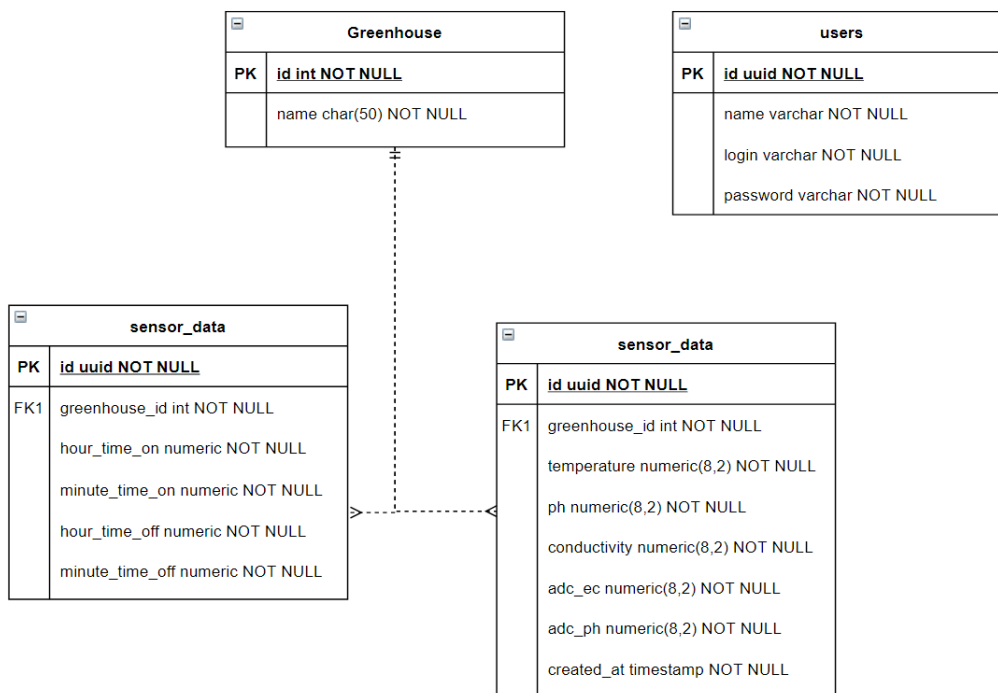 Greenhouse
PK id int NOT NULL
name char(50) NOT NULL
users
PK id uuid NOT NULL
name varchar NOT NULL
login varchar NOT NULL
password varchar NOT NULL
sensor_data
PK id uuid NOT NULL
FK1 greenhouse_id int NOT NULL
hour_time_on numeric NOT NULL
minute_time_on numeric NOT NULL
hour_time_off numeric NOT NULL
minute_time_off numeric NOT NULL
sensor_data
PK id uuid NOT NULL
FK1 greenhouse_id int NOT NULL
temperature numeric(8,2) NOT NULL
ph numeric(8,2) NOT NULL
conductivity numeric(8,2) NOT NULL
adc_ec numeric(8,2) NOT NULL
adc_ph numeric(8,2) NOT NULL
created_at timestamp NOT NULL